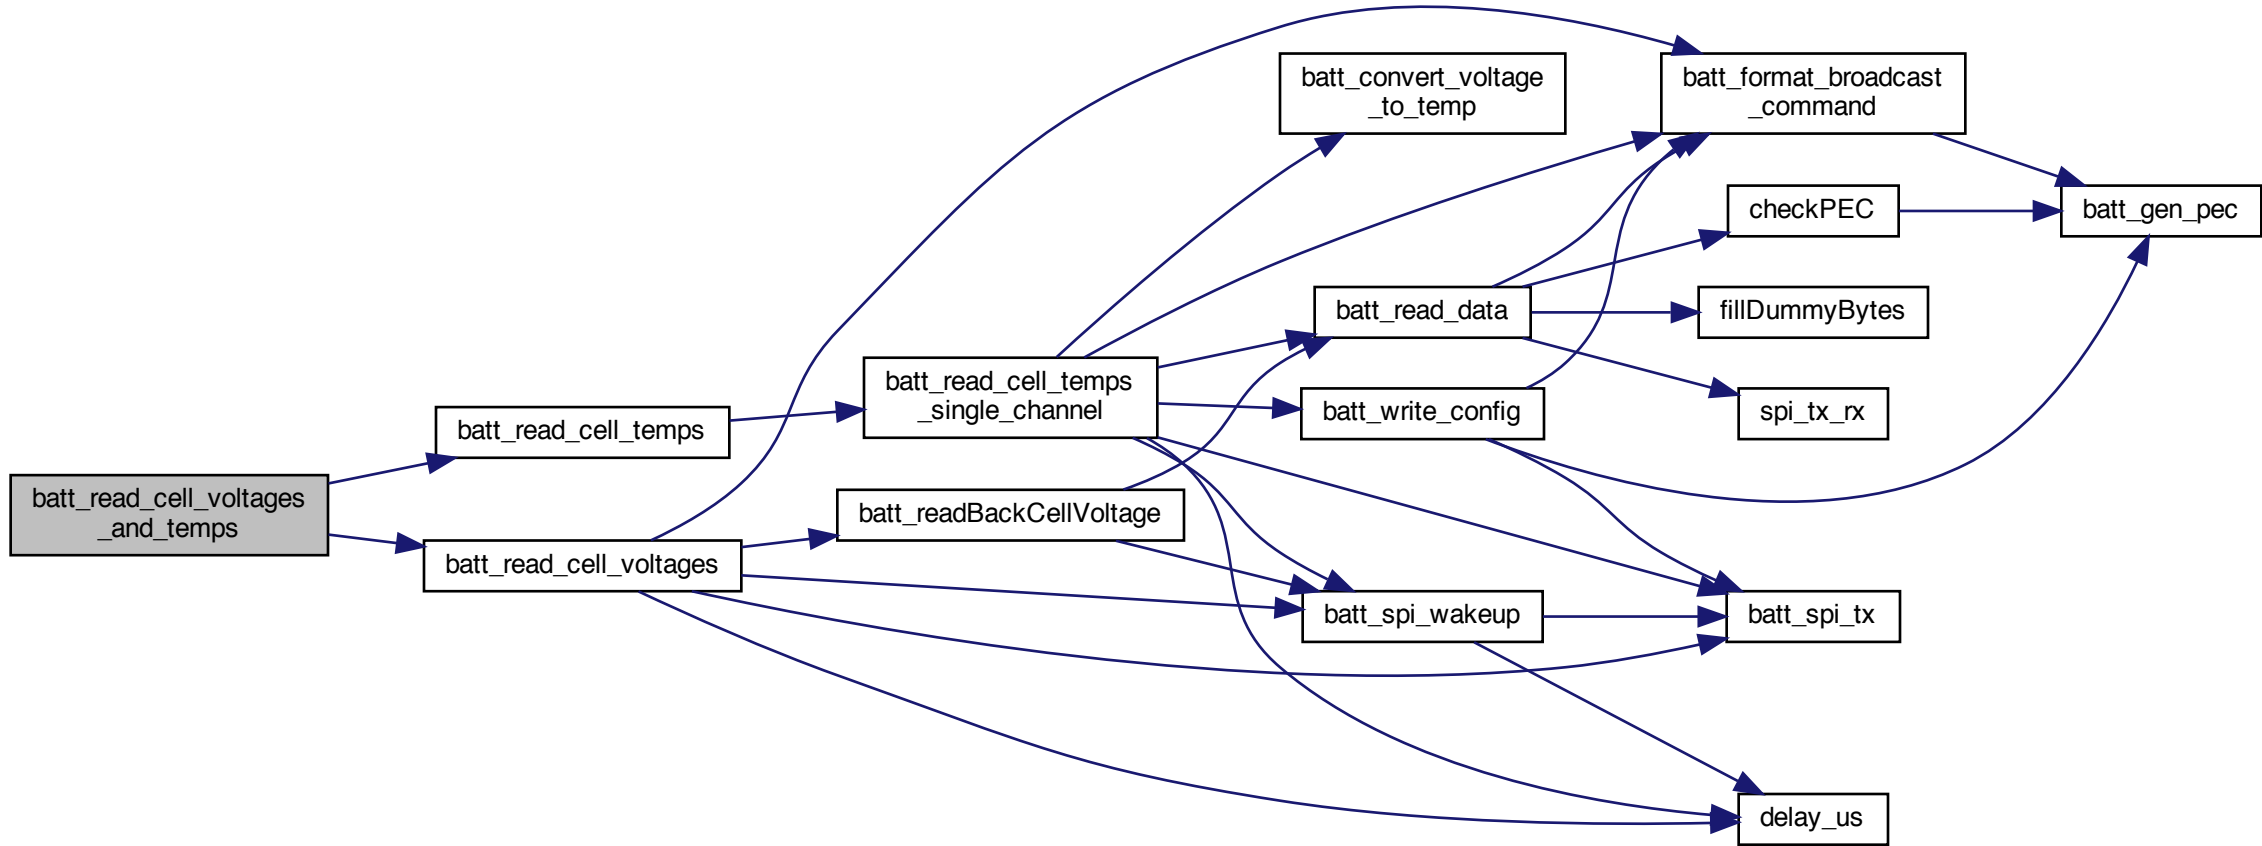 batt_read_cell_voltages
_and_temps
batt_read_cell_temps
batt_read_cell_voltages
batt_read_cell_temps
_single_channel
batt_readBackCellVoltage
batt_convert_voltage
_to_temp
batt_read_data
batt_write_config
batt_spi_wakeup
batt_format_broadcast
_command
checkPEC
fillDummyBytes
spi_tx_rx
batt_spi_tx
delay_us
batt_gen_pec